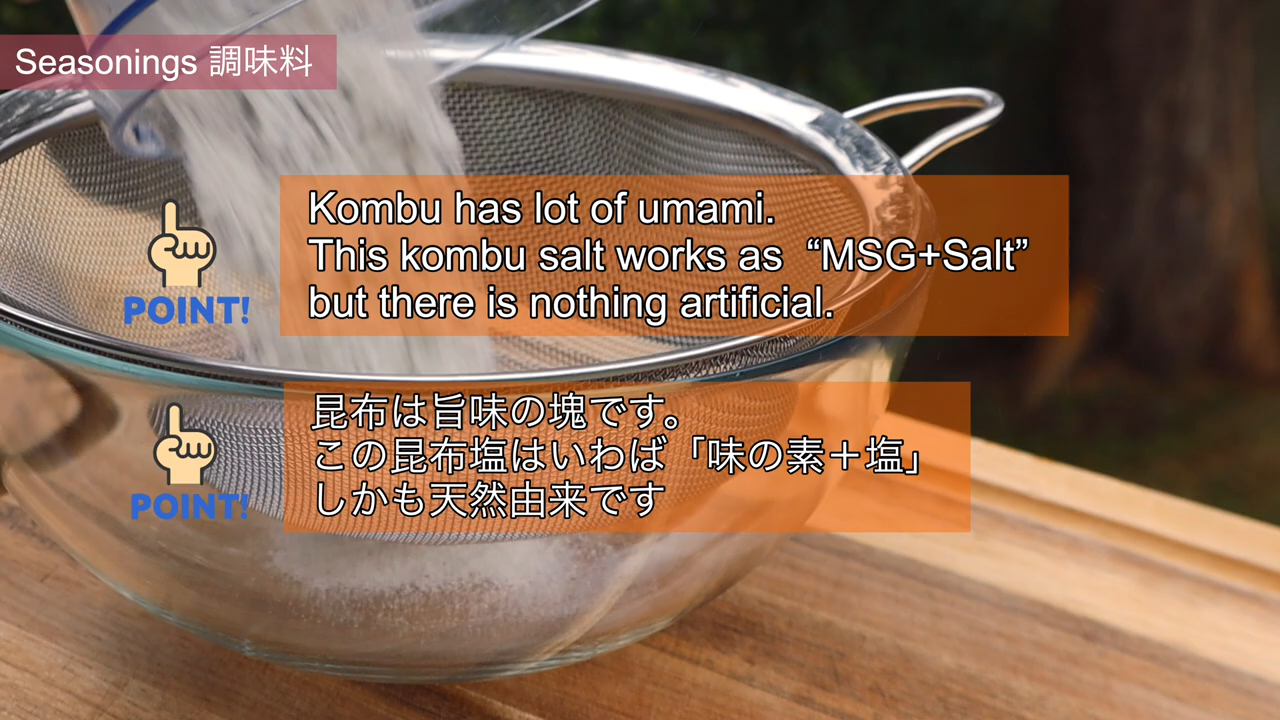 Seasonings 調味料
Kombu has lot of umami.
This kombu salt works as “MSG+Salt”
but there is nothing artificial.
POINT!
昆布は旨味の塊です。
この昆布塩はいわば「味の素＋塩」
しかも天然由来です
POINT!